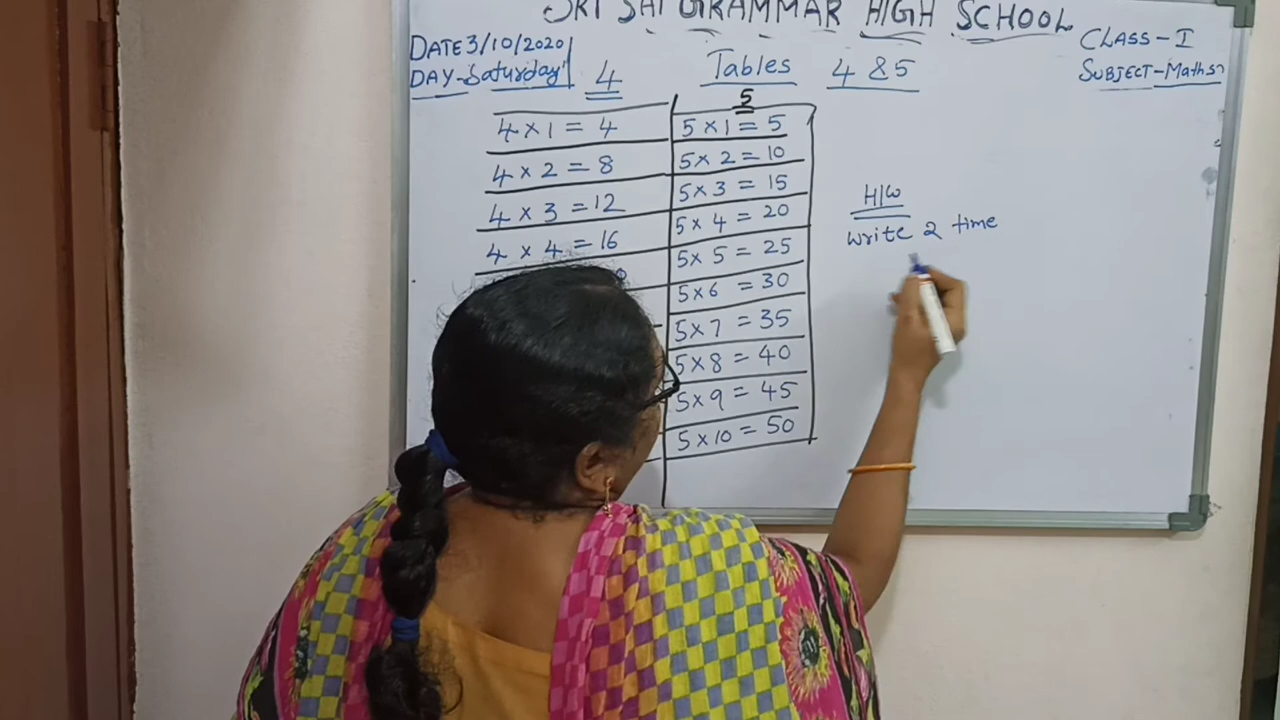 SRI SAI GRAMMAR HIGH SCHOOL
DATE 3/10/2020
DAY-Saturday
CLASS-I
SUBJECT-Maths
Tables 4 &5
4
4 x 1 = 4
4 x 2 = 8
4 x 3 = 12
4 x 4 = 16
5
5 x 1 = 5
5 x 2 = 10
5 x 3 = 15
5 x 4 = 20
5 x 5 = 25
5 x 6 = 30
5 x 7 = 35
5 x 8 = 40
5 x 9 = 45
5 x 10 = 50
H/W
Write 2 time